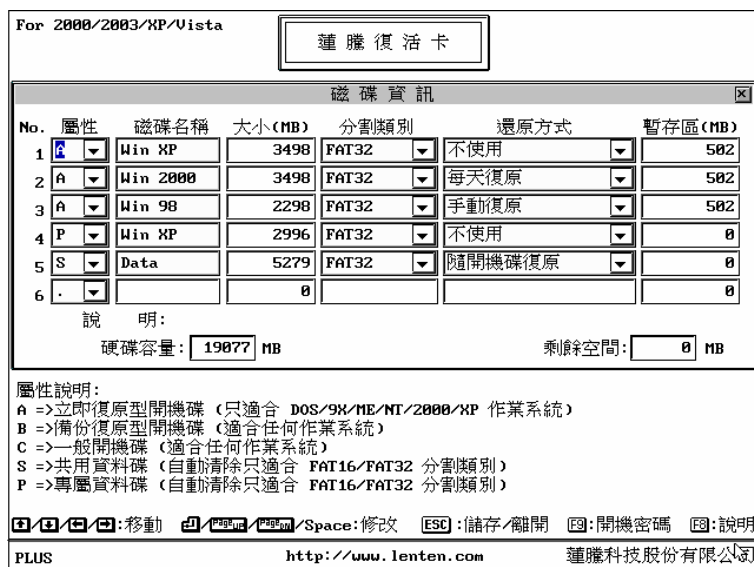 For 2000/2003/XP/Vista
蓮騰復活卡
磁碟資訊
No. 屬性 磁碟名稱 大小(MB) 分割類別 還原方式 暫存區(MB)
1 A Win XP 3498 FAT32 不使用 502
2 A Win 2000 3498 FAT32 每天復原 502
3 A Win 98 2298 FAT32 手動復原 502
4 P Win XP 2996 FAT32 不使用 0
5 S Data 5279 FAT32 隨開機碟復原 0
6 . 0 0
說 明:
硬碟容量: 19077 MB 剩餘空間: 0 MB
屬性說明:
A =>立即復原型開機碟 (只適合 DOS/9X/ME/NT/2000/XP 作業系統)
B =>備份復原型開機碟 (適合任何作業系統)
C =>一般開機碟 (適合任何作業系統)
S =>共用資料碟 (自動清除只適合 FAT16/FAT32 分割類別)
P =>專屬資料碟 (自動清除只適合 FAT16/FAT32 分割類別)
↑/↓/←/→:移動 ↵/PageUP/PageDN/Space:修改 ESC:儲存/離開 F9:開機密碼 F8:說明
PLUS http://www.lenten.com 蓮騰科技股份有限公司